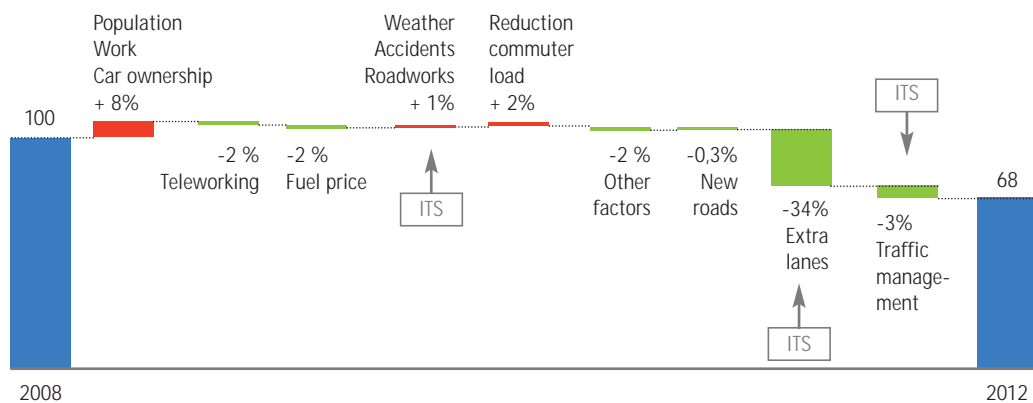 Population
Work
Car ownership
+ 8%
Weather
Accidents
Roadworks
+ 1%
Reduction
commuter
load
+ 2%
ITS
100
-2 %
Teleworking
-2 %
Fuel price
ITS
-2 %
Other
factors
-0,3%
New
roads
-34%
Extra
lanes
ITS
-3%
Traffic
manage-
ment
68
2008
2012